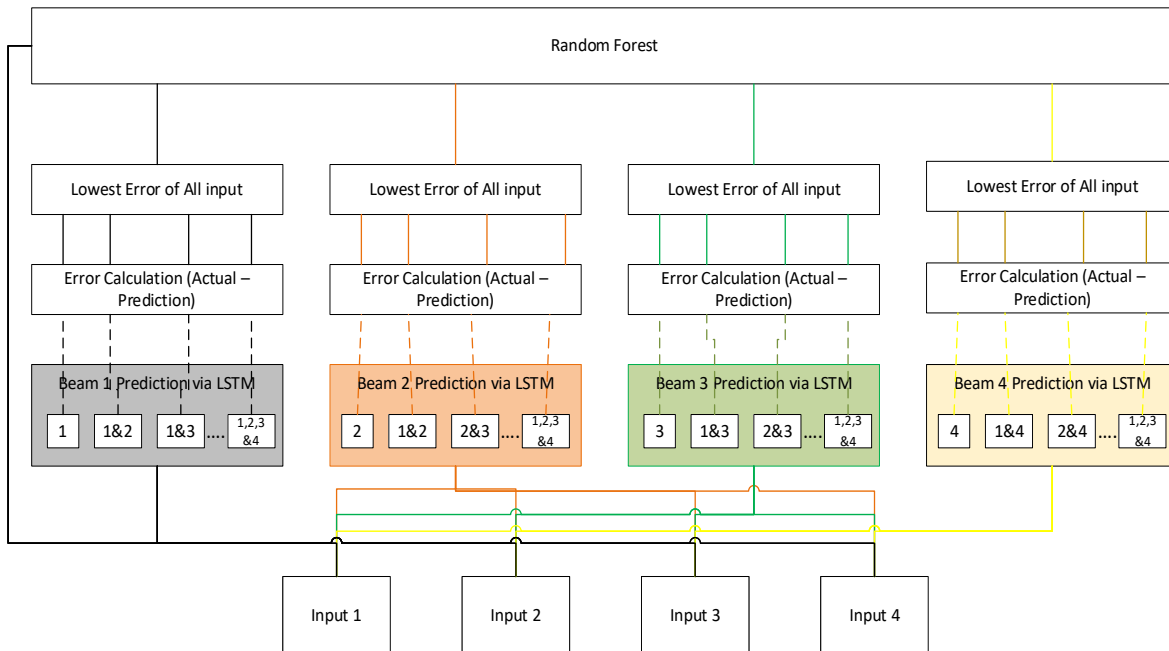 Random Forest
Lowest Error of All input
Lowest Error of All input
Lowest Error of All input
Lowest Error of All input
Error Calculation (Actual –
Prediction)
Error Calculation (Actual –
Prediction)
Error Calculation (Actual –
Prediction)
Error Calculation (Actual –
Prediction)
Beam 1 Prediction via LSTM
1
1&2
1&3
....
1,2,3
&4
Beam 2 Prediction via LSTM
2
1&2
2&3
....
1,2,3
&4
Beam 3 Prediction via LSTM
3
1&3
2&3
....
1,2,3
&4
Beam 4 Prediction via LSTM
4
1&4
2&4
....
1,2,3
&4
Input 1
Input 2
Input 3
Input 4